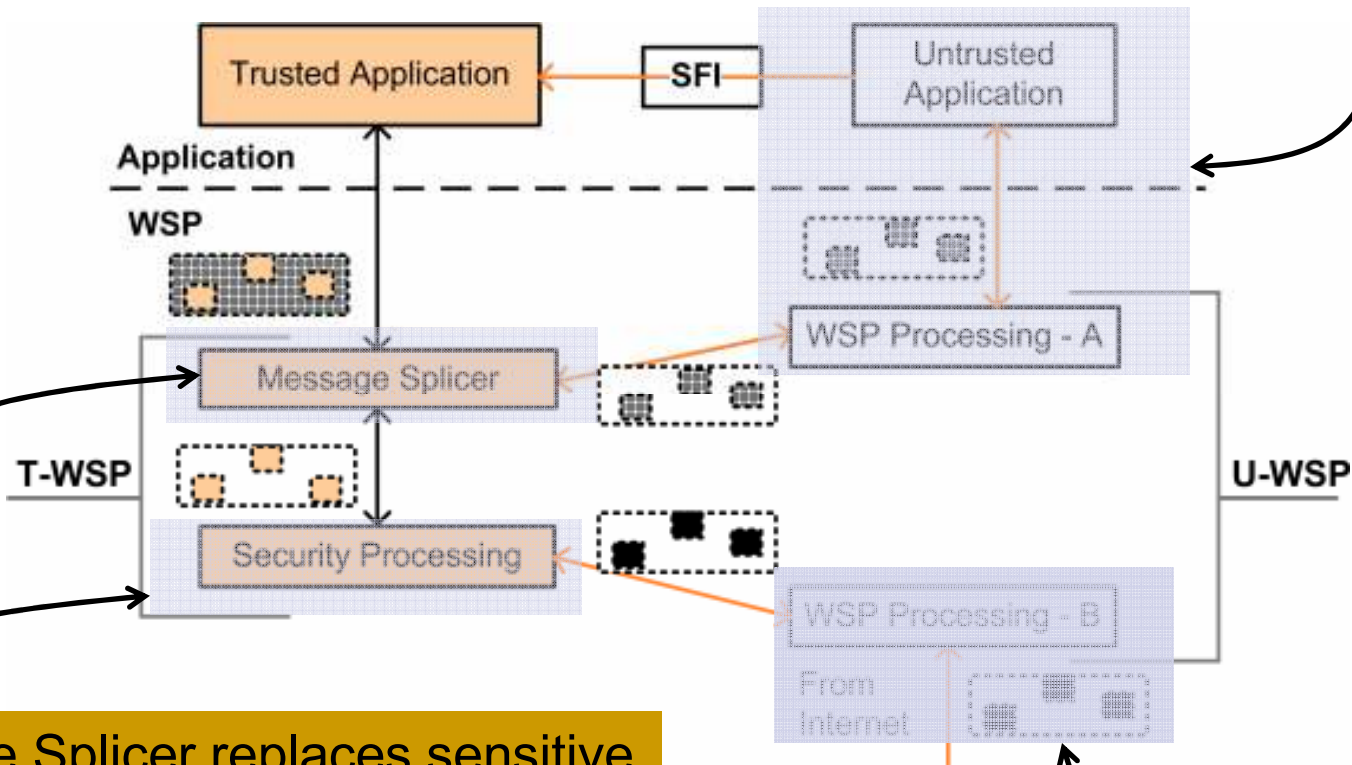 Trusted Application
SFI
Untrusted
Application
Application
WSP
WSP Processing - A
Message Splicer
T-WSP
U-WSP
Security Processing
WSP Processing - B
From
Internet
Splicer replaces sensitive